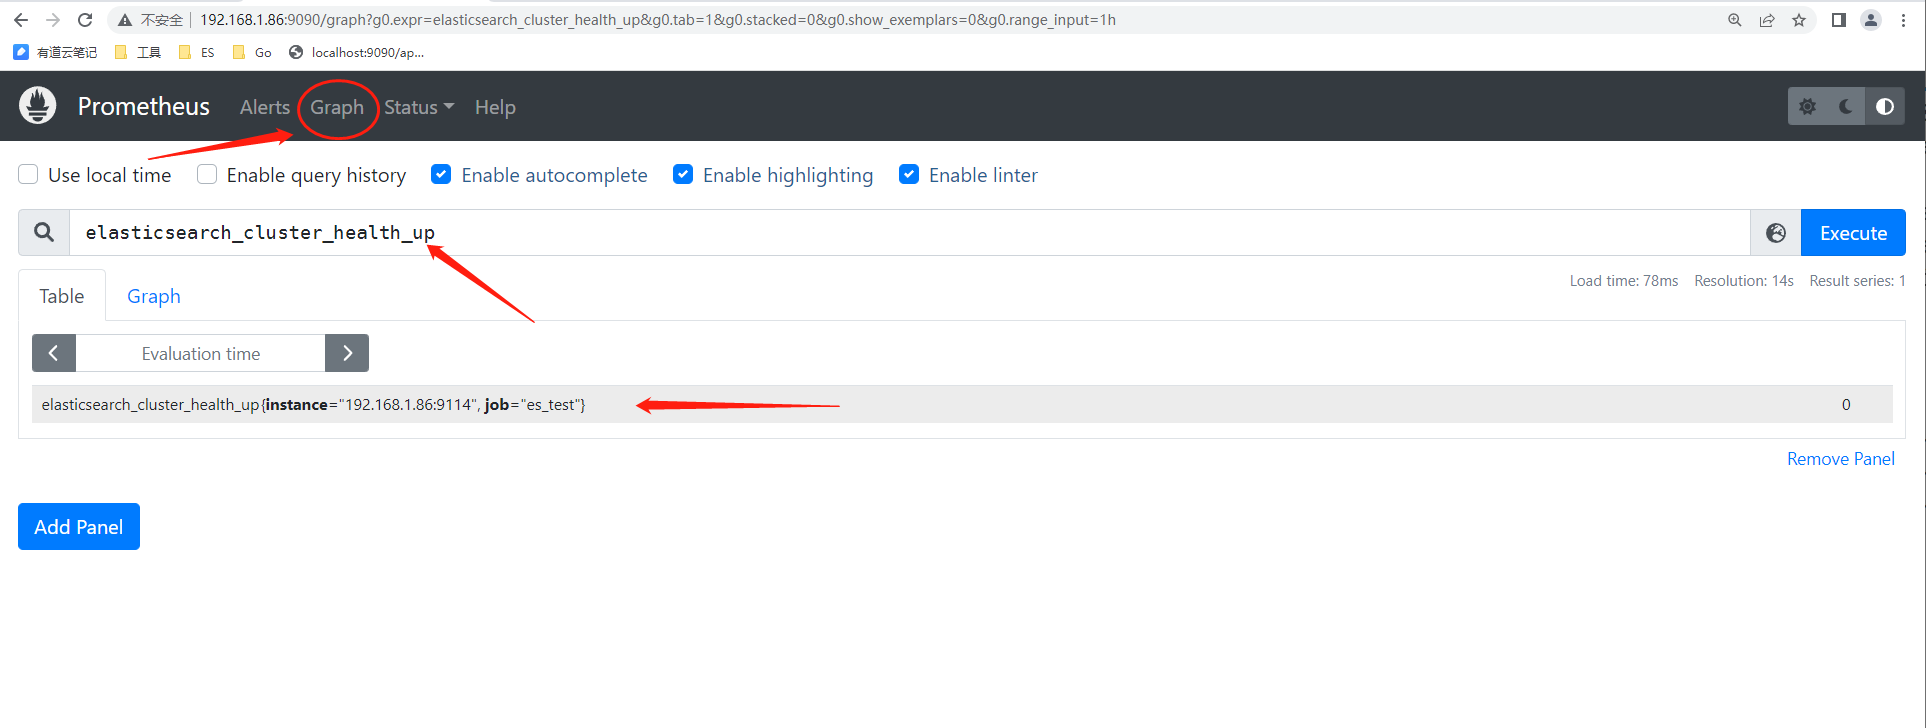 不安全 192.168.1.86:9090/graph?g0.expr=elasticsearch_cluster_health_up&g0.tab=1&g0.stacked=0&g0.show_exemplars=0&g0.range_input=1h
有道云笔记 工具 ES Go localhost:9090/ap...
Prometheus Alerts Graph Status Help
Use local time Enable query history Enable autocomplete Enable highlighting Enable linter
elasticsearch_cluster_health_up Execute
Load time: 78ms Resolution: 14s Result series: 1
Table Graph
Evaluation time
elasticsearch_cluster_health_up{instance="192.168.1.86:9114", job="es_test"} 0
Remove Panel
Add Panel